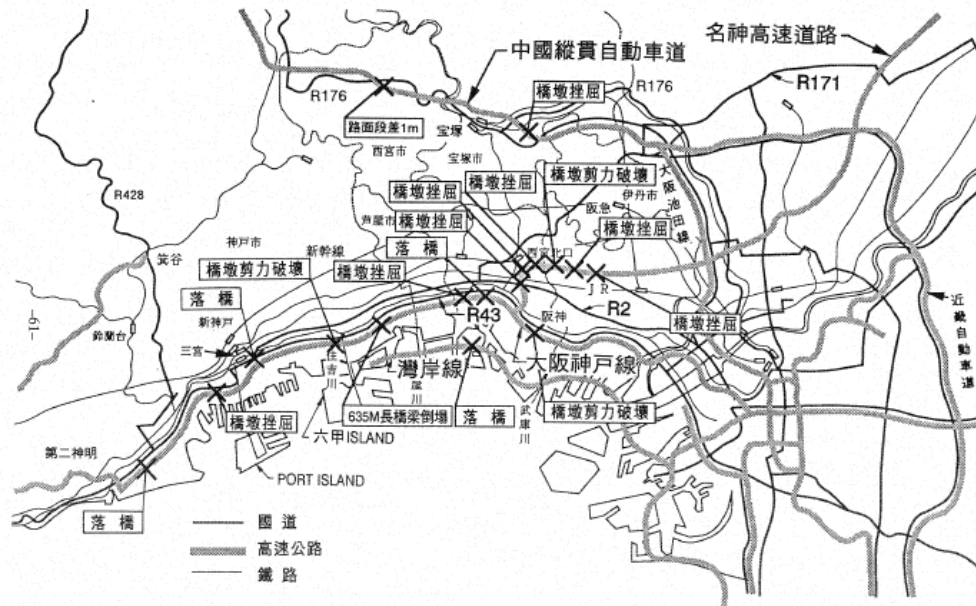 名神高速道路
中國縱貫自動車道
R171
R176
R176
橋墩挫屈
路面段差1m
宝塚
西宮市
宝塚市
橋墩剪力破壞
橋墩挫屈
橋墩挫屈
伊丹市
大阪池田線
R428
芦屋市
橋墩挫屈
阪急
橋墩挫屈
神戸市
新幹線
落橋
西宮北口
箕谷
橋墩剪力破壞
橋墩挫屈
JR
落橋
R43
R2
近畿自動車道
新神戸
阪神
橋墩挫屈
鈴蘭台
三宮
住吉川
灣岸線
大阪神戸線
橋墩挫屈
635M長橋梁倒塌
落橋
武庫川
橋墩剪力破壞
六甲ISLAND
第二神明
PORT ISLAND
落橋
國道
高速公路
鐵路